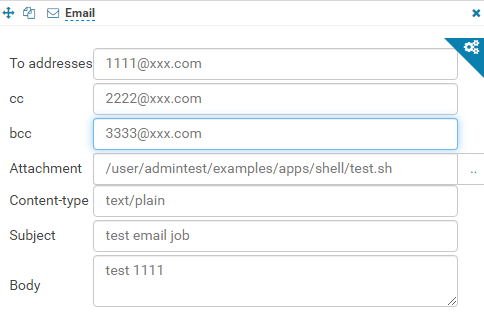 Email
To addresses 1111@xxx.com
cc 2222@xxx.com
bcc 3333@xxx.com
Attachment /user/admintest/examples/apps/shell/test.sh ..
Content-type text/plain
Subject test email job
Body test 1111